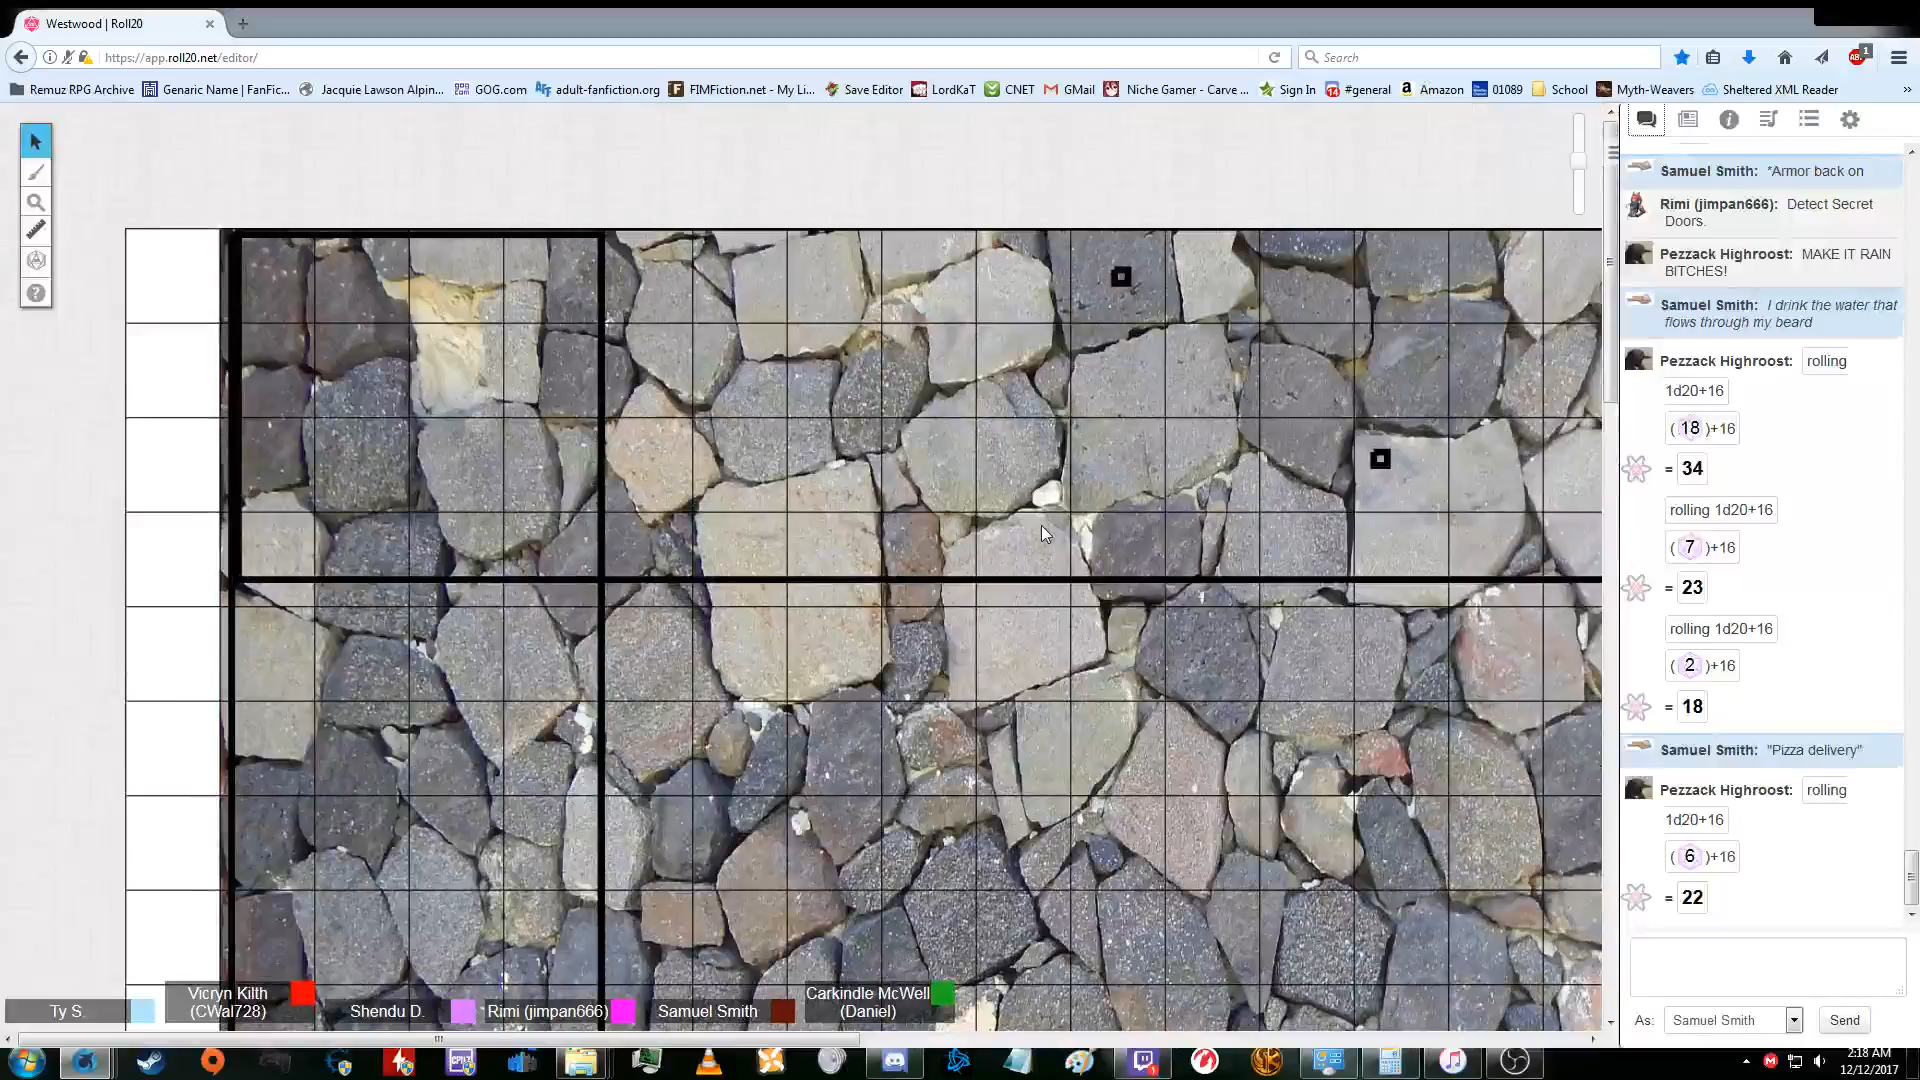 Westwood | Roll20
https://app.roll20.net/editor/
Search
1
Remuz RPG Archive
Genaric Name | FanFic...
Jacquie Lawson Alpin...
GOG.com
adult-fanfiction.org
FIMFiction.net - My Li...
Save Editor
LordKaT
CNET
GMail
Niche Gamer - Carve ...
Sign In
14
#general
Amazon
01089
School
Myth-Weavers
Sheltered XML Reader
Samuel Smith: "Armor back on
Rimi (jimpan666): Detect Secret
Doors.
Pezzack Highroost: MAKE IT RAIN
BITCHES!
Samuel Smith: I drink the water that
flows through my beard
Pezzack Highroost: rolling
1d20+16
(18)+16
= 34
rolling 1d20+16
(7)+16
= 23
rolling 1d20+16
(2)+16
= 18
Samuel Smith: "Pizza delivery"
Pezzack Highroost: rolling
1d20+16
(6)+16
= 22
As: Samuel Smith
Send
Ty S.
Vicryn Kilth
(CWal728)
Shendu D.
Rimi (jimpan666)
Samuel Smith
Carkindle McWell
(Daniel)
2:18 AM
12/12/2017